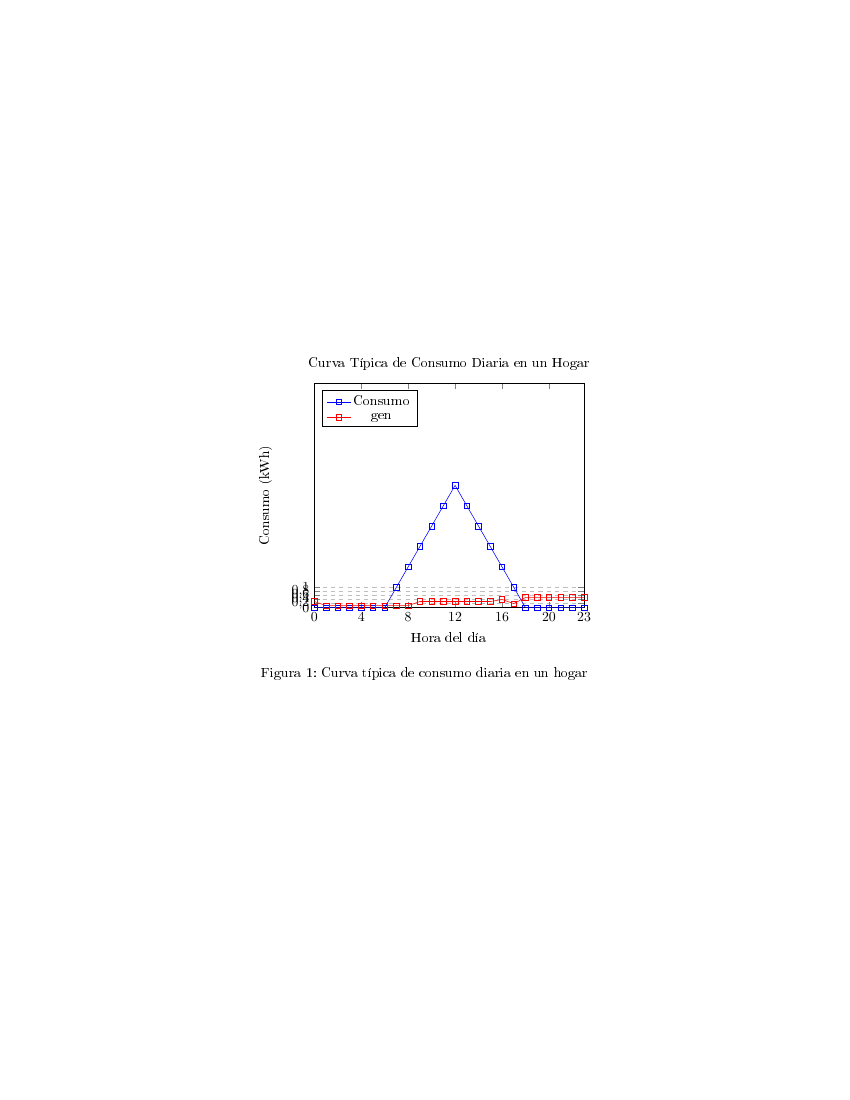 Curva Típica de Consumo Diaria en un Hogar
Consumo
gen
Consumo (kWh)
1
0
0 4 8 12 16 20 23
Hora del día
Figura 1: Curva típica de consumo diaria en un hogar